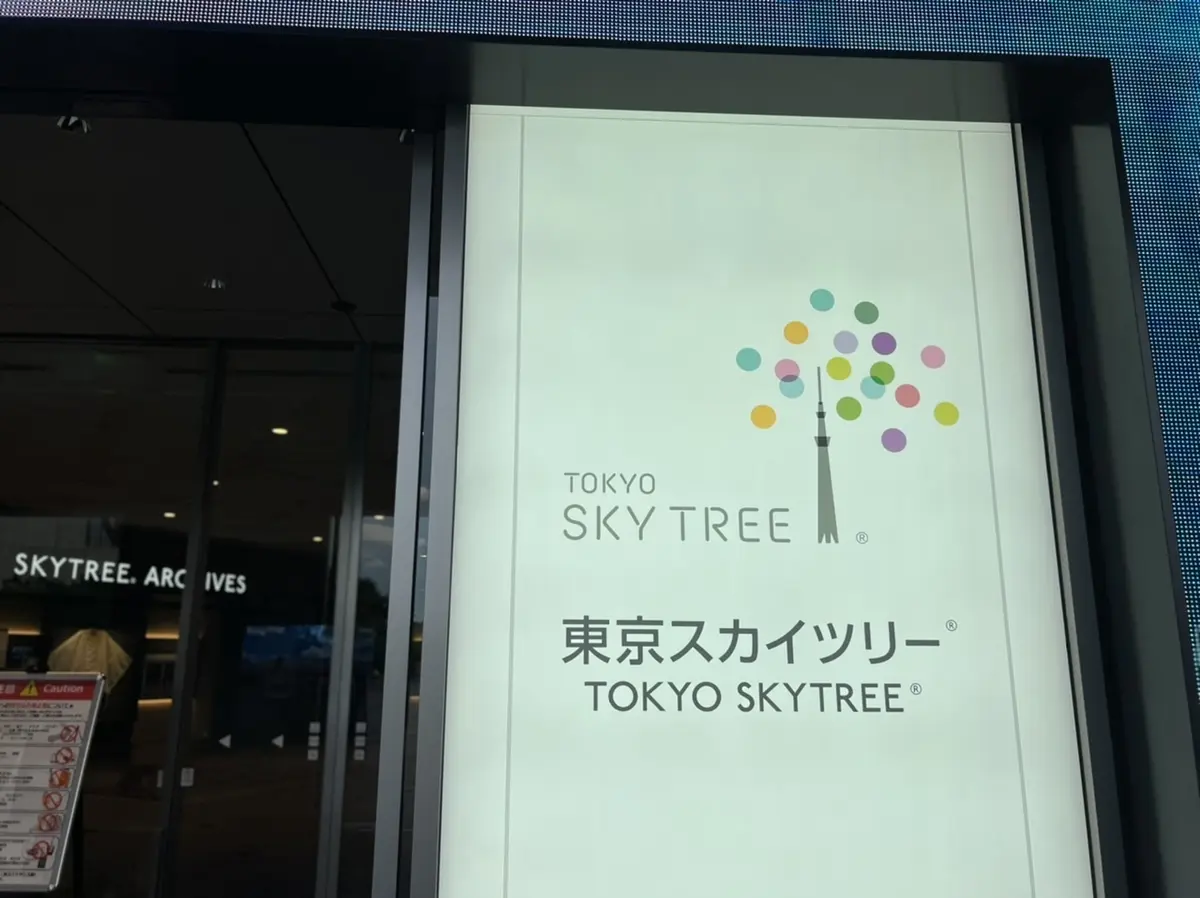 SKYTREE® ARCHIVES
Caution
TOKYO
SKY TREE ®
東京スカイツリー®
TOKYO SKYTREE®